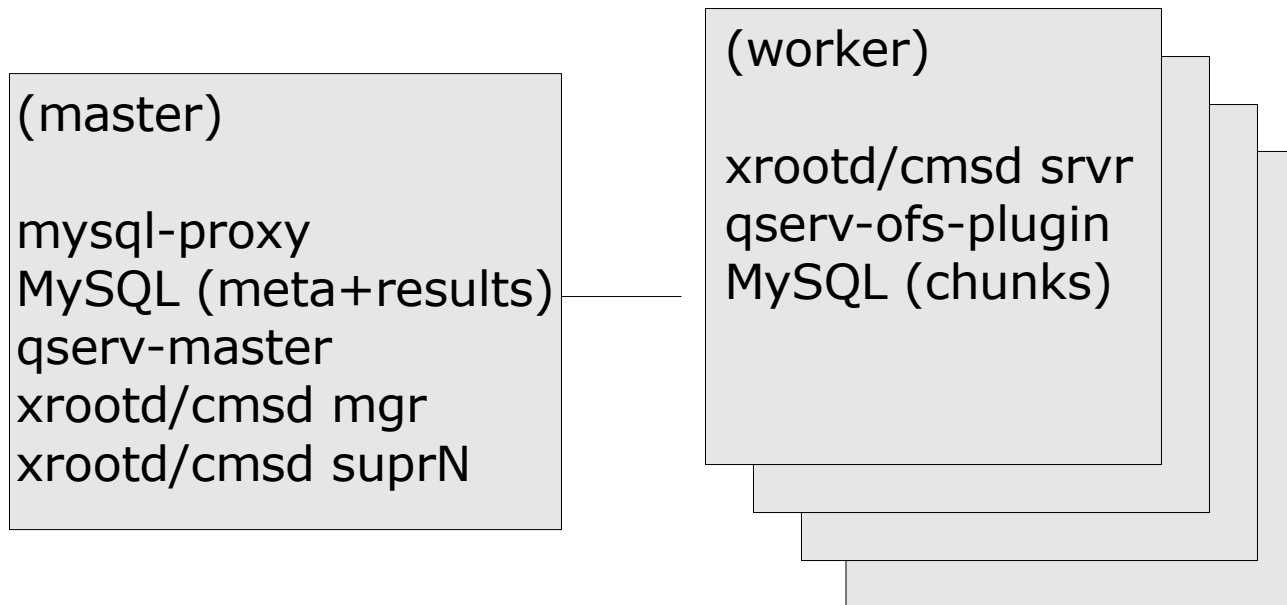 (master)
mysql-proxy
MySQL (meta+results)
qserv-master
xrootd/cmsd mgr
xrootd/cmsd suprN
(worker)
xrootd/cmsd srvr
qserv-ofs-plugin
MySQL (chunks)